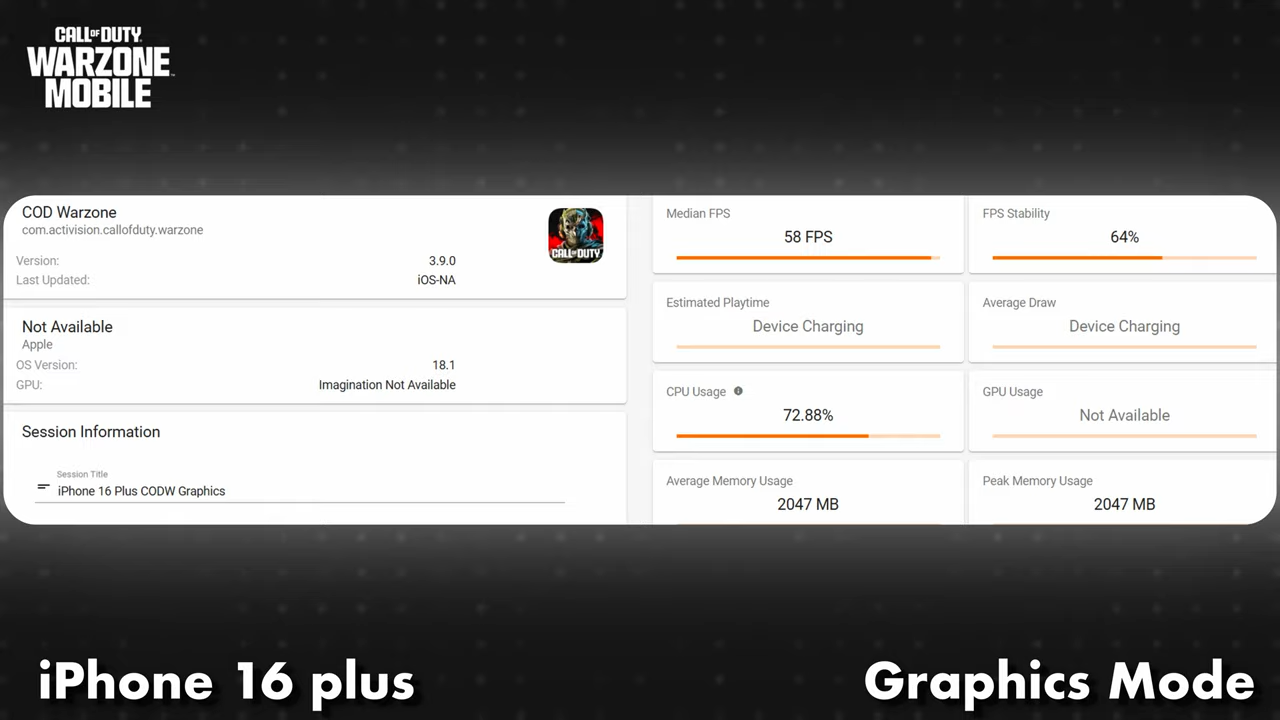 CALL OF DUTY
WARZONE
MOBILE
COD Warzone
com.activision.callofduty.warzone
Version: 3.9.0
Last Updated: iOS-NA
CALL OF DUTY
Not Available
Apple
OS Version: 18.1
GPU: Imagination Not Available
Session Information
Session Title
iPhone 16 Plus CODW Graphics
Median FPS
58 FPS
FPS Stability
64%
Estimated Playtime
Device Charging
Average Draw
Device Charging
CPU Usage
72.88%
GPU Usage
Not Available
Average Memory Usage
2047 MB
Peak Memory Usage
2047 MB
iPhone 16 plus
Graphics Mode